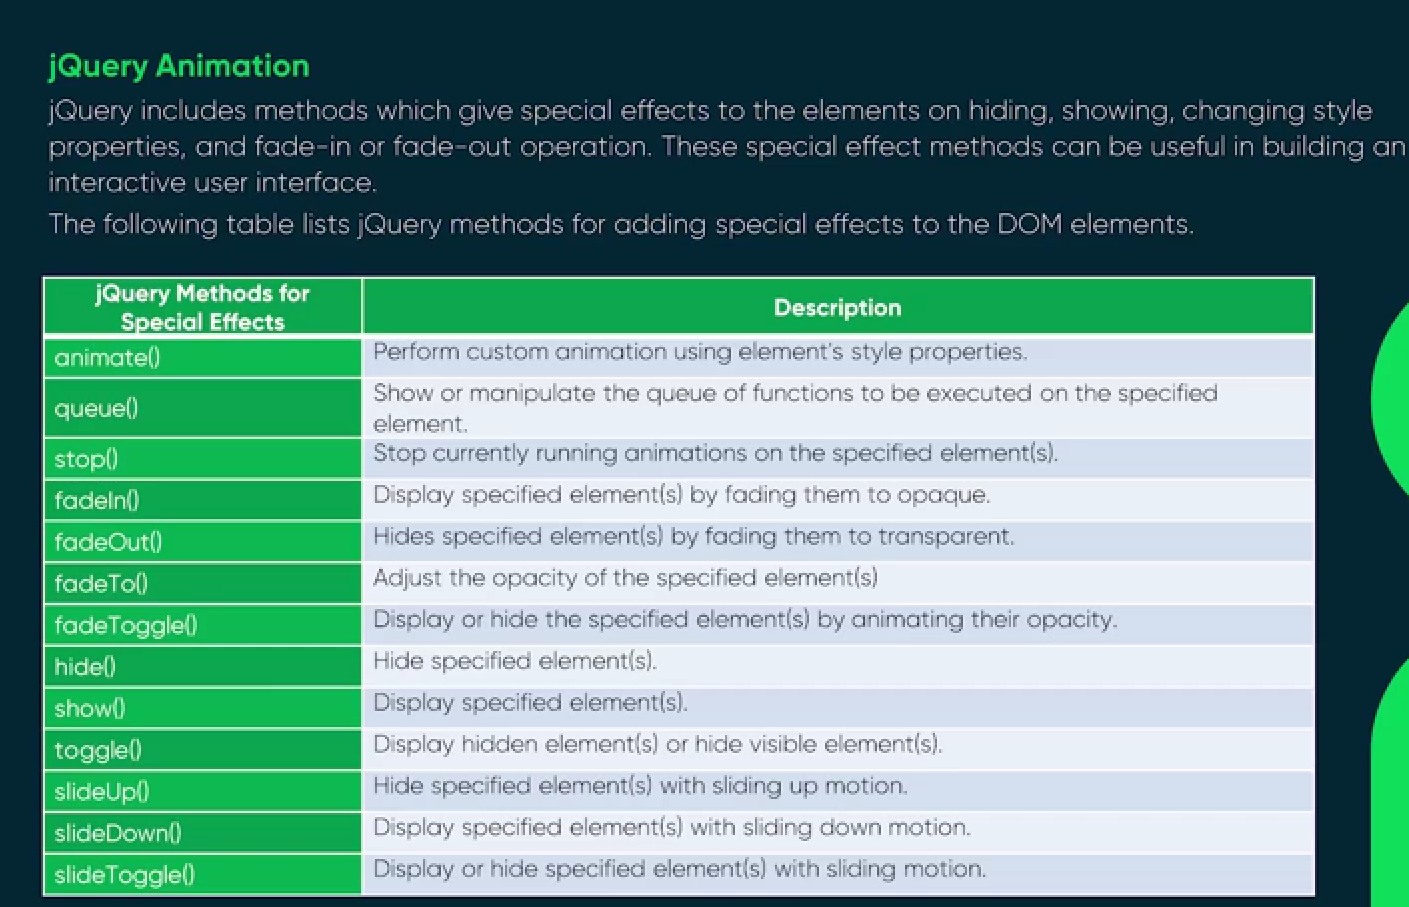 jQuery Animation
jQuery includes methods which give special effects to the elements on hiding, showing, changing style
properties, and fade-in or fade-out operation. These special effect methods can be useful in building an
interactive user interface.
The following table lists jQuery methods for adding special effects to the DOM elements.
jQuery Methods for
Special Effects
Description
animate()
Perform custom animation using element's style properties.
queue()
Show or manipulate the queue of functions to be executed on the specified
element.
stop()
Stop currently running animations on the specified element(s).
fadeIn()
Display specified element(s) by fading them to opaque.
fadeOut()
Hides specified element(s) by fading them to transparent.
fadeTo()
Adjust the opacity of the specified element(s)
fadeToggle()
Display or hide the specified element(s) by animating their opacity.
hide()
Hide specified element(s).
show()
Display specified element(s).
toggle()
Display hidden element(s) or hide visible element(s).
slideUp()
Hide specified element(s) with sliding up motion.
slideDown()
Display specified element(s) with sliding down motion.
slideToggle()
Display or hide specified element(s) with sliding motion.